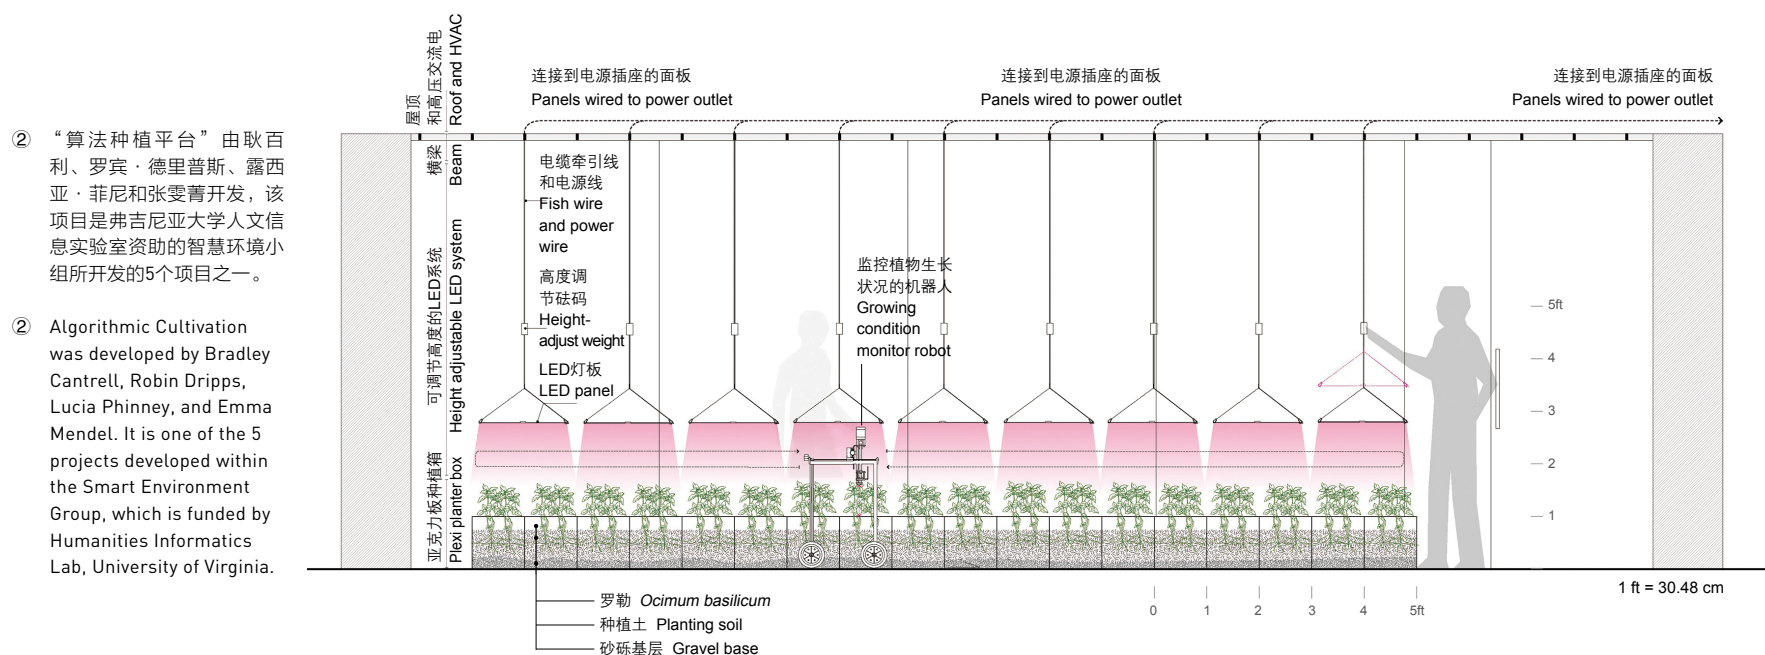 ② “算法种植平台”由耿百
利、罗宾·德里普斯、露西
亚·菲尼和张雯菁开发，该
项目是弗吉尼亚大学人文信
息实验室资助的智慧环境小
组所开发的5个项目之一。
② Algorithmic Cultivation
was developed by Bradley
Cantrell, Robin Dripps,
Lucia Phinney, and Emma
Mendel. It is one of the 5
projects developed within
the Smart Environment
Group, which is funded by
Humanities Informatics
Lab, University of Virginia.
屋顶
和高压交流电
Roof and HVAC
横梁
Beam
可调节高度的LED系统
Height adjustable LED system
亚克力板种植箱
Plexi planter box
连接到电源插座的面板
Panels wired to power outlet
连接到电源插座的面板
Panels wired to power outlet
连接到电源插座的面板
Panels wired to power outlet
电缆牵引线
和电源线
Fish wire
and power
wire
高度调
节砝码
Height-
adjust weight
LED灯板
LED panel
监控植物生长
状况的机器人
Growing
condition
monitor robot
5ft
4
3
2
1
0 1 2 3 4 5ft
1 ft = 30.48 cm
罗勒 Ocimum basilicum
种植土 Planting soil
砂砾基层 Gravel base